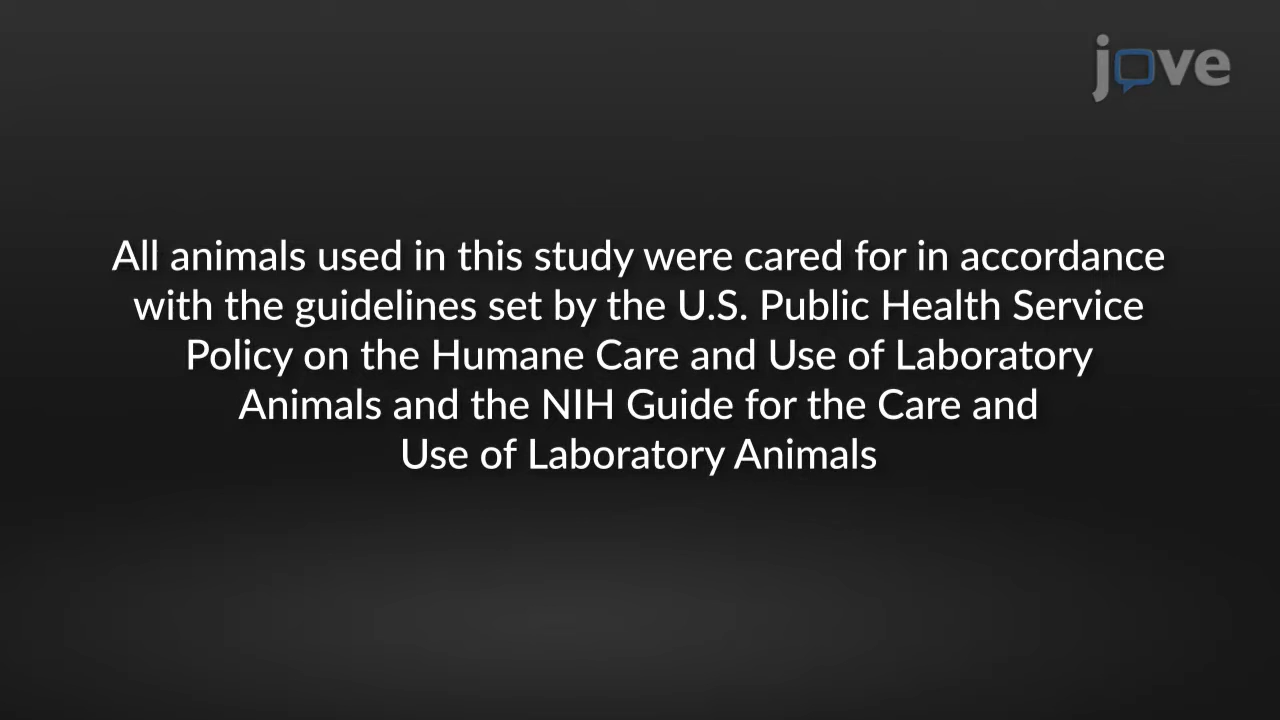 jove
All animals used in this study were cared for in accordance
with the guidelines set by the U.S. Public Health Service
Policy on the Humane Care and Use of Laboratory
Animals and the NIH Guide for the Care and
Use of Laboratory Animals